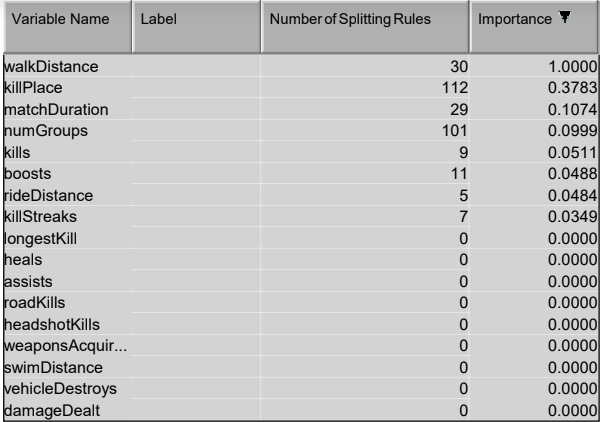 Variable Name Label Number of Splitting Rules Importance ▼
walkDistance 30 1.0000
killPlace 112 0.3783
matchDuration 29 0.1074
numGroups 101 0.0999
kills 9 0.0511
boosts 11 0.0488
rideDistance 5 0.0484
killStreaks 7 0.0349
longestKill 0 0.0000
heals 0 0.0000
assists 0 0.0000
roadKills 0 0.0000
headshotKills 0 0.0000
weaponsAcquir... 0 0.0000
swimDistance 0 0.0000
vehicleDestroys 0 0.0000
damageDealt 0 0.0000